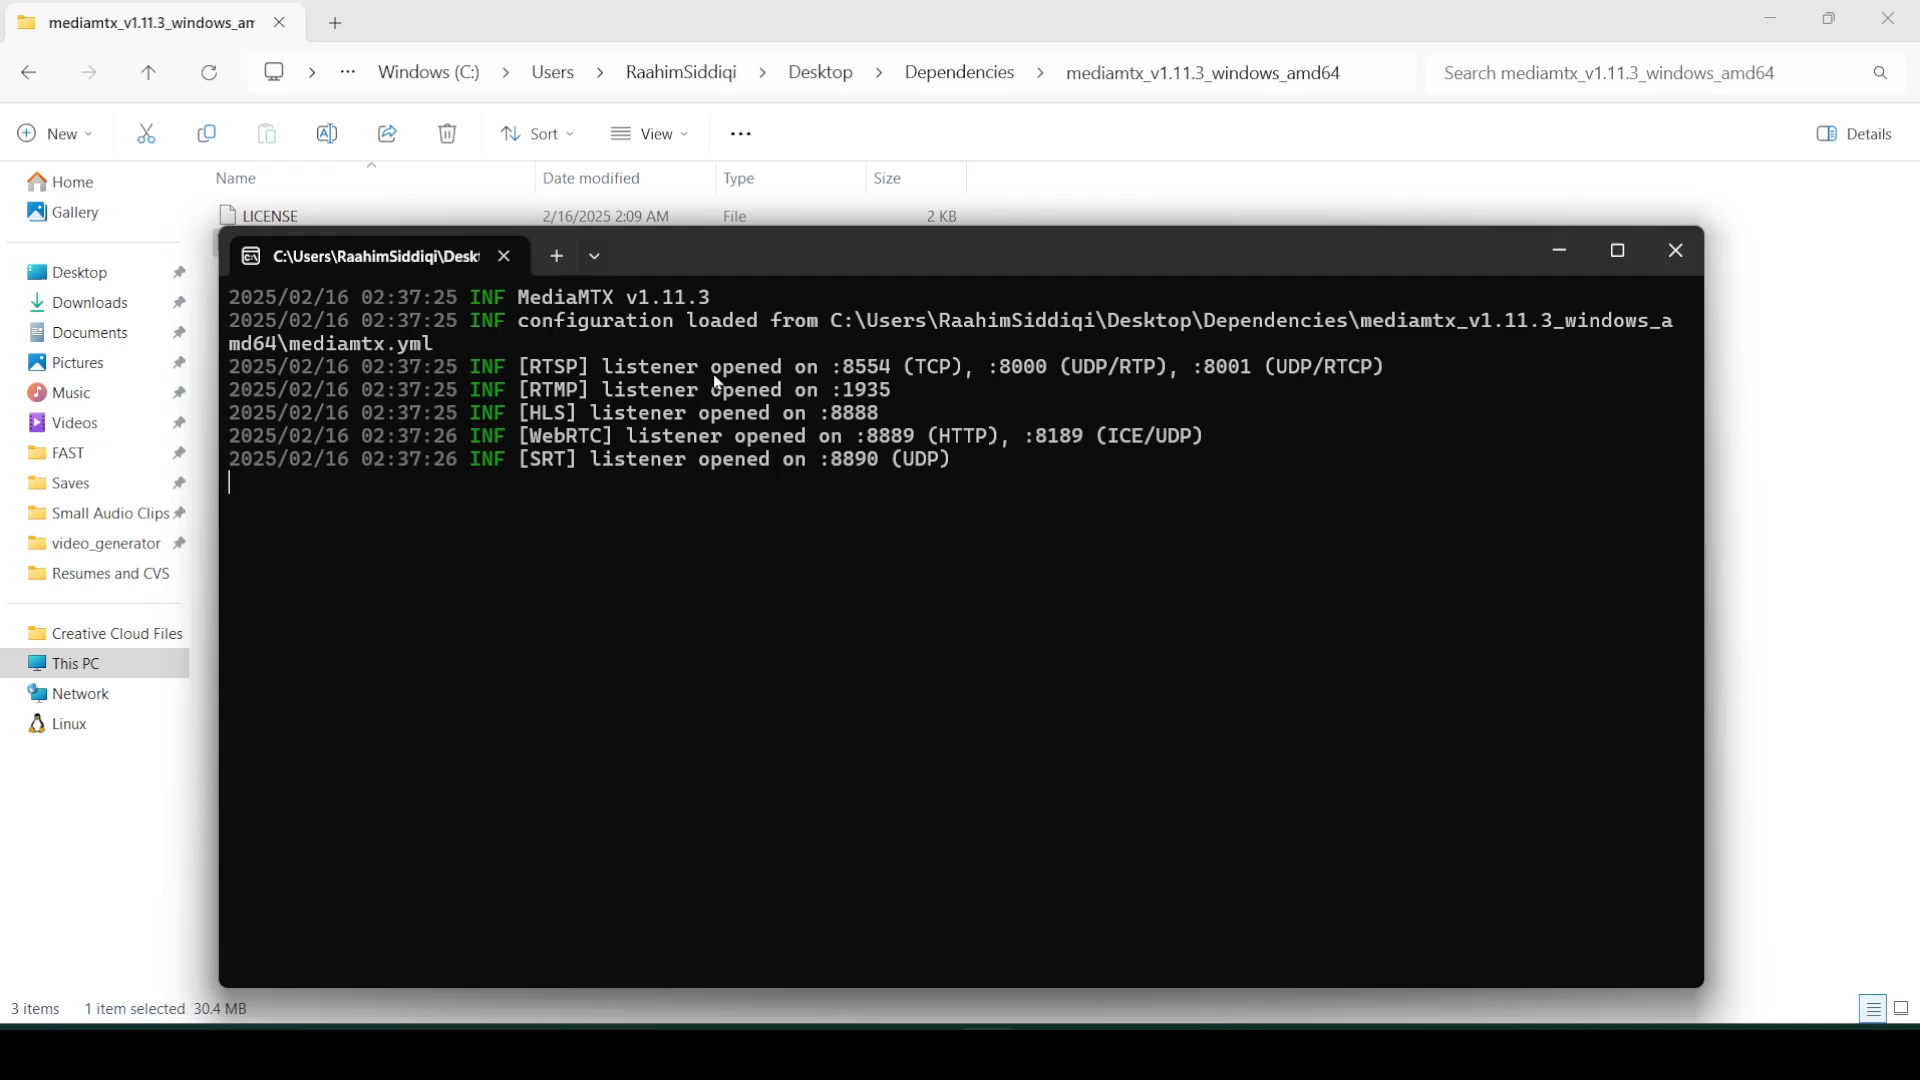 mediamtx_v1.11.3_windows_am
Windows (C:) > Users > RaahimSiddiqi > Desktop > Dependencies > mediamtx_v1.11.3_windows_amd64
Search mediamtx_v1.11.3_windows_amd64
New
Sort
View
Details
Name
Date modified
Type
Size
LICENSE
2/16/2025 2:09 AM
File
2 KB
Home
Gallery
Desktop
Downloads
Documents
Pictures
Music
Videos
FAST
Saves
Small Audio Clips
video_generator
Resumes and CVS
Creative Cloud Files
This PC
Network
Linux
C:\Users\RaahimSiddiqi\Deskt
2025/02/16 02:37:25 INF MediaMTX v1.11.3
2025/02/16 02:37:25 INF configuration loaded from C:\Users\RaahimSiddiqi\Desktop\Dependencies\mediamtx_v1.11.3_windows_a
md64\mediamtx.yml
2025/02/16 02:37:25 INF [RTSP] listener opened on :8554 (TCP), :8000 (UDP/RTP), :8001 (UDP/RTCP)
2025/02/16 02:37:25 INF [RTMP] listener opened on :1935
2025/02/16 02:37:25 INF [HLS] listener opened on :8888
2025/02/16 02:37:26 INF [WebRTC] listener opened on :8889 (HTTP), :8189 (ICE/UDP)
2025/02/16 02:37:26 INF [SRT] listener opened on :8890 (UDP)
3 items
1 item selected 30.4 MB